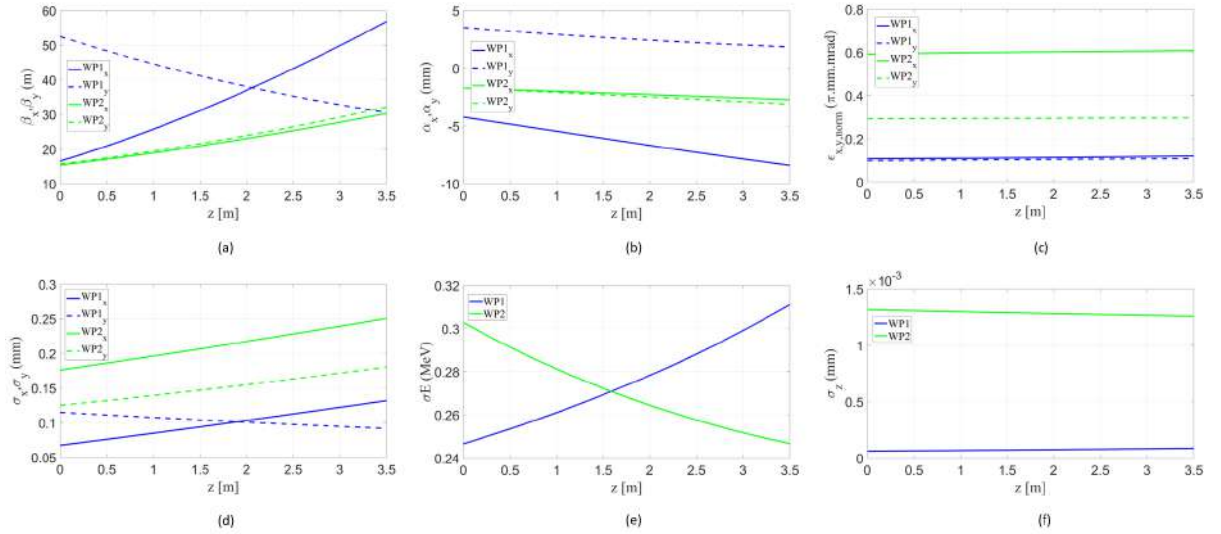 60
50
40
30
20
10
β_x,β_y (m)
WP1_x
WP1_y
WP2_x
WP2_y
0 0.5 1 1.5 2 2.5 3 3.5
z [m]
(a)
5
0
-5
-10
α_x,α_y (mm)
WP1_x
WP1_y
WP2_x
WP2_y
0 0.5 1 1.5 2 2.5 3 3.5
z [m]
(b)
0.8
0.6
0.4
0.2
0
ϵ_x,y,norm (π.mm.mrad)
WP1_x
WP1_y
WP2_x
WP2_y
0 0.5 1 1.5 2 2.5 3 3.5
z [m]
(c)
0.3
0.25
0.2
0.15
0.1
0.05
σ_x,σ_y (mm)
WP1_x
WP1_y
WP2_x
WP2_y
0 0.5 1 1.5 2 2.5 3 3.5
z [m]
(d)
0.32
0.3
0.28
0.26
0.24
σE (MeV)
WP1
WP2
0 0.5 1 1.5 2 2.5 3 3.5
z [m]
(e)
×10^-3
1.5
1
0.5
0
σ_z (mm)
WP1
WP2
0 0.5 1 1.5 2 2.5 3 3.5
z [m]
(f)